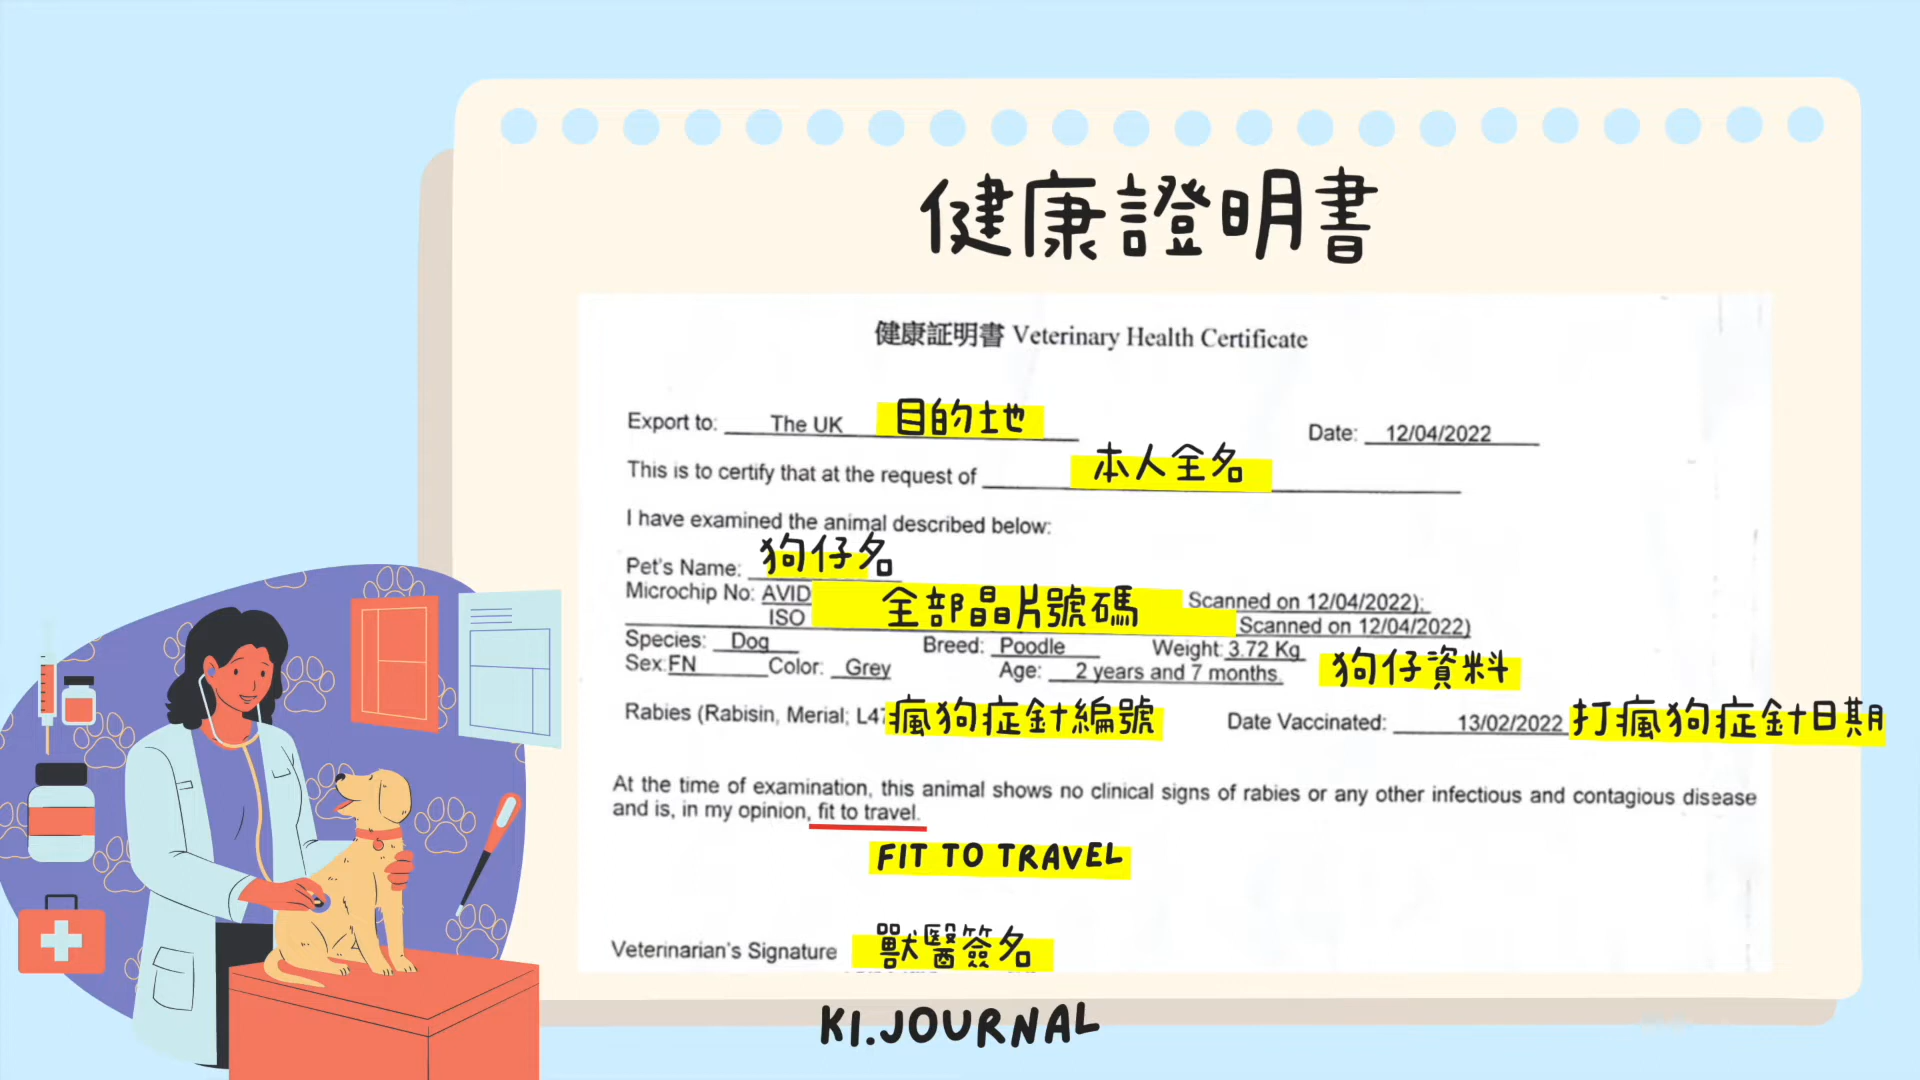 健康證明書
健康証明書 Veterinary Health Certificate
Export to: The UK 目的地 Date: 12/04/2022
This is to certify that at the request of 本人全名
I have examined the animal described below:
Pet's Name: 狗仔名
Microchip No: AVID 全部晶片號碼 Scanned on 12/04/2022);
ISO Scanned on 12/04/2022)
Species: Dog Breed: Poodle Weight: 3.72 Kg
Sex: FN Color: Grey Age: 2 years and 7 months. 狗仔資料
Rabies (Rabisin, Merial; L47 瘋狗症針編號 Date Vaccinated: 13/02/2022 打瘋狗症針日期
At the time of examination, this animal shows no clinical signs of rabies or any other infectious and contagious disease
and is, in my opinion, fit to travel.
FIT TO TRAVEL
Veterinarian's Signature 獸醫簽名
KI.JOURNAL